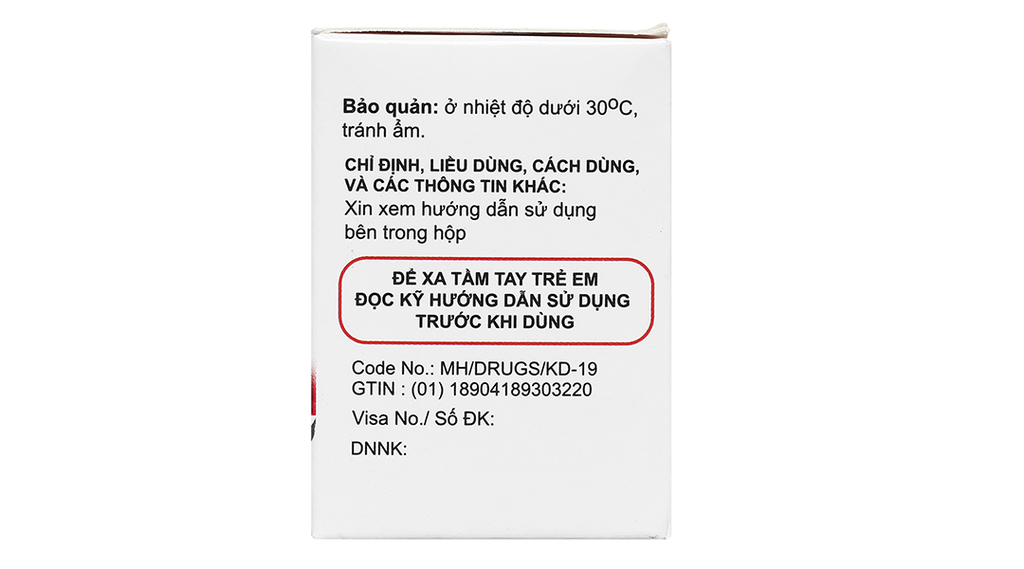 Bảo quản: ở nhiệt độ dưới 30ºC,
tránh ẩm.
CHỈ ĐỊNH, LIỀU DÙNG, CÁCH DÙNG,
VÀ CÁC THÔNG TIN KHÁC:
Xin xem hướng dẫn sử dụng
bên trong hộp
ĐỂ XA TẦM TAY TRẺ EM
ĐỌC KỸ HƯỚNG DẪN SỬ DỤNG
TRƯỚC KHI DÙNG
Code No.: MH/DRUGS/KD-19
GTIN : (01) 18904189303220
Visa No./ Số ĐK:
DNNK: